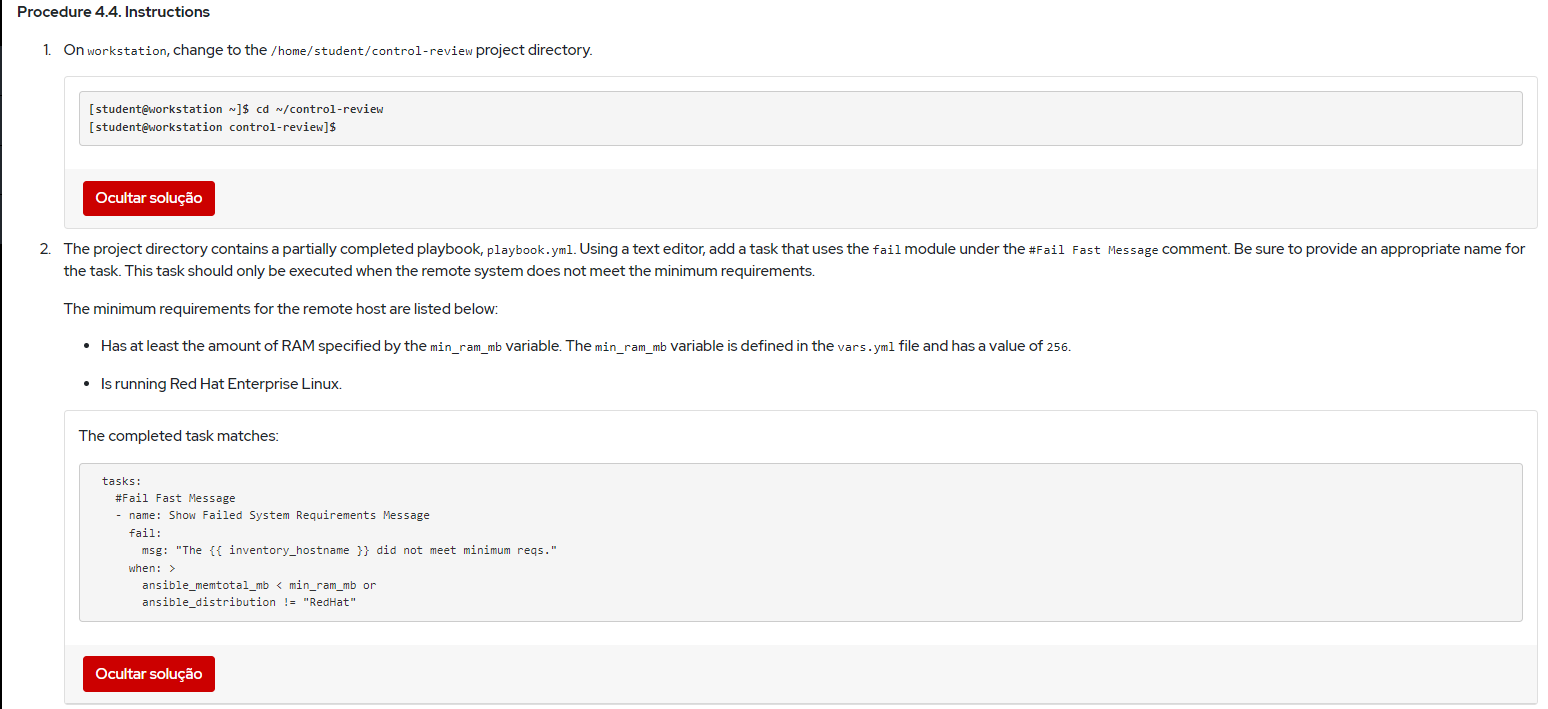 Procedure 4.4. Instructions
1. On workstation, change to the /home/student/control-review project directory.
[student@workstation ~]$ cd ~/control-review
[student@workstation control-review]$
Ocultar solução
2. The project directory contains a partially completed playbook, playbook.yml. Using a text editor, add a task that uses the fail module under the #Fail Fast Message comment. Be sure to provide an appropriate name for
the task. This task should only be executed when the remote system does not meet the minimum requirements.
The minimum requirements for the remote host are listed below:
• Has at least the amount of RAM specified by the min_ram_mb variable. The min_ram_mb variable is defined in the vars.yml file and has a value of 256.
• Is running Red Hat Enterprise Linux.
The completed task matches:
  tasks:
    #Fail Fast Message
    - name: Show Failed System Requirements Message
      fail:
        msg: "The {{ inventory_hostname }} did not meet minimum reqs."
      when: >
        ansible_memtotal_mb < min_ram_mb or
        ansible_distribution != "RedHat"
Ocultar solução